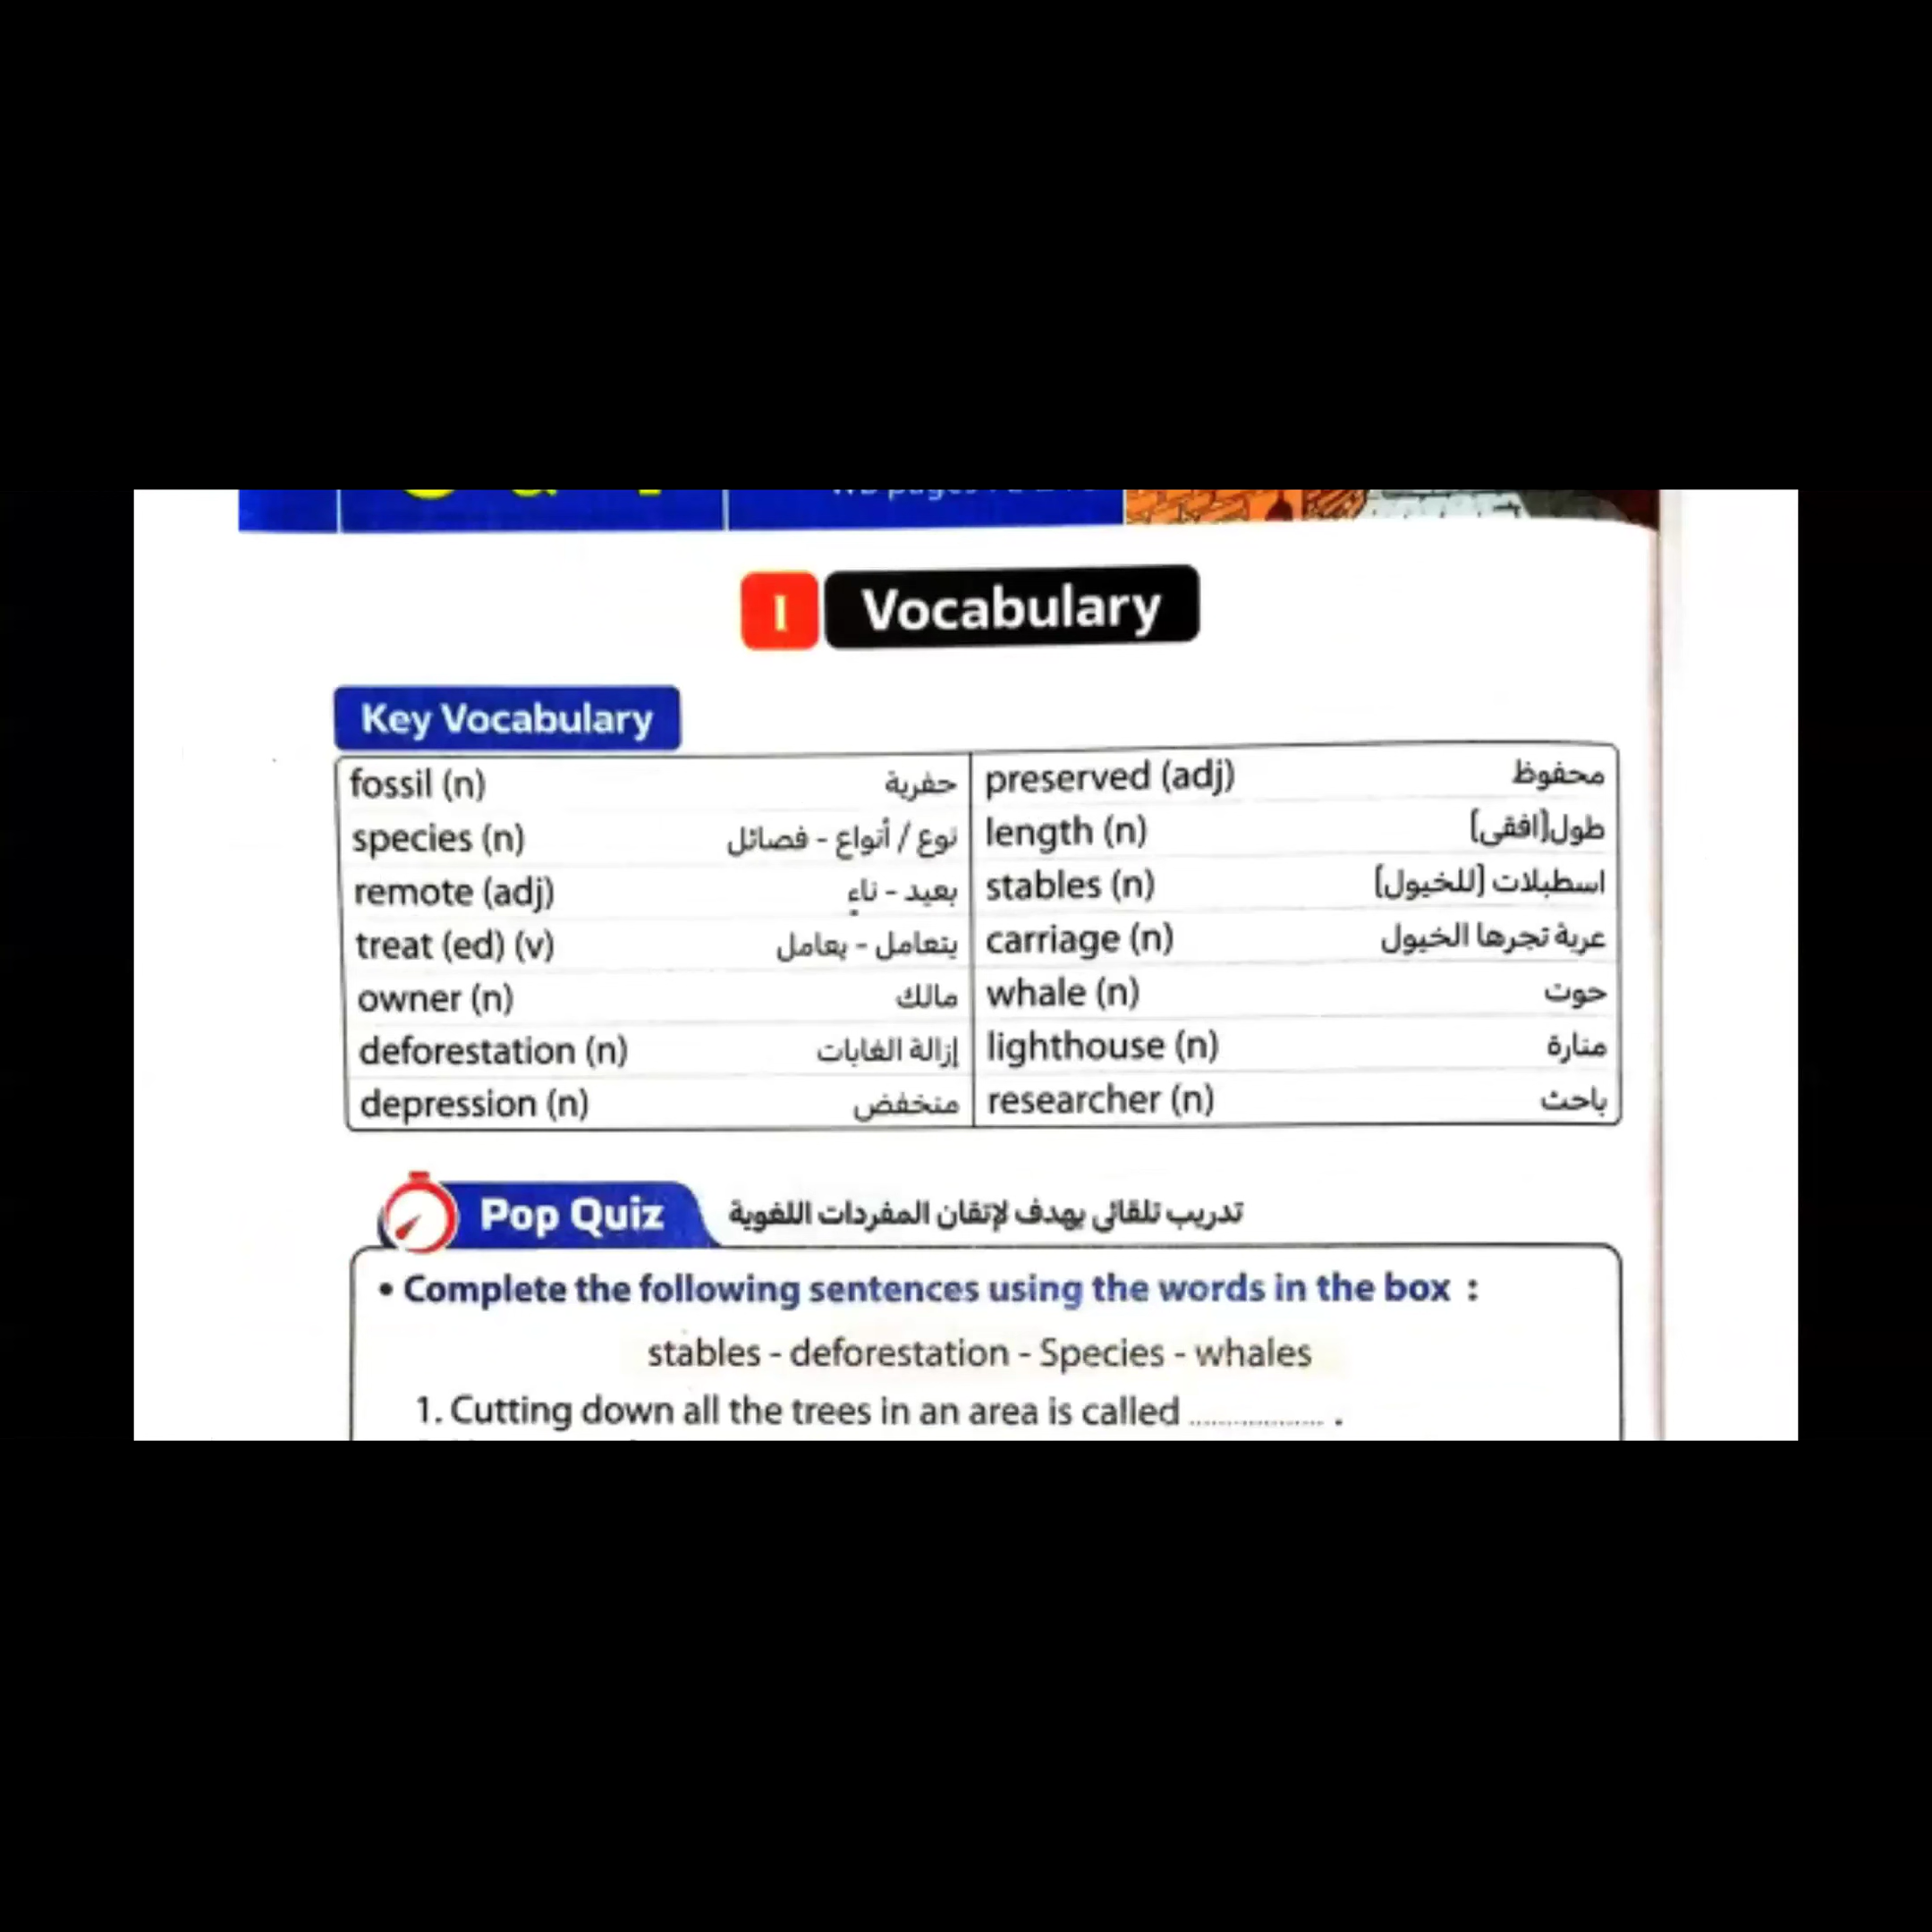 1 Vocabulary
Key Vocabulary
fossil (n) حفرية preserved (adj) محفوظ
species (n) نوع / أنواع - فصائل length (n) طول(افقى)
remote (adj) بعيد - ناءٍ stables (n) اسطبلات (للخيول)
treat (ed) (v) يتعامل - يعامل carriage (n) عربة تجرها الخيول
owner (n) مالك whale (n) حوت
deforestation (n) إزالة الغابات lighthouse (n) منارة
depression (n) منخفض researcher (n) باحث
Pop Quiz تدريب تلقائى يهدف لإتقان المفردات اللغوية
• Complete the following sentences using the words in the box :
stables - deforestation - Species - whales
1. Cutting down all the trees in an area is called .................... .